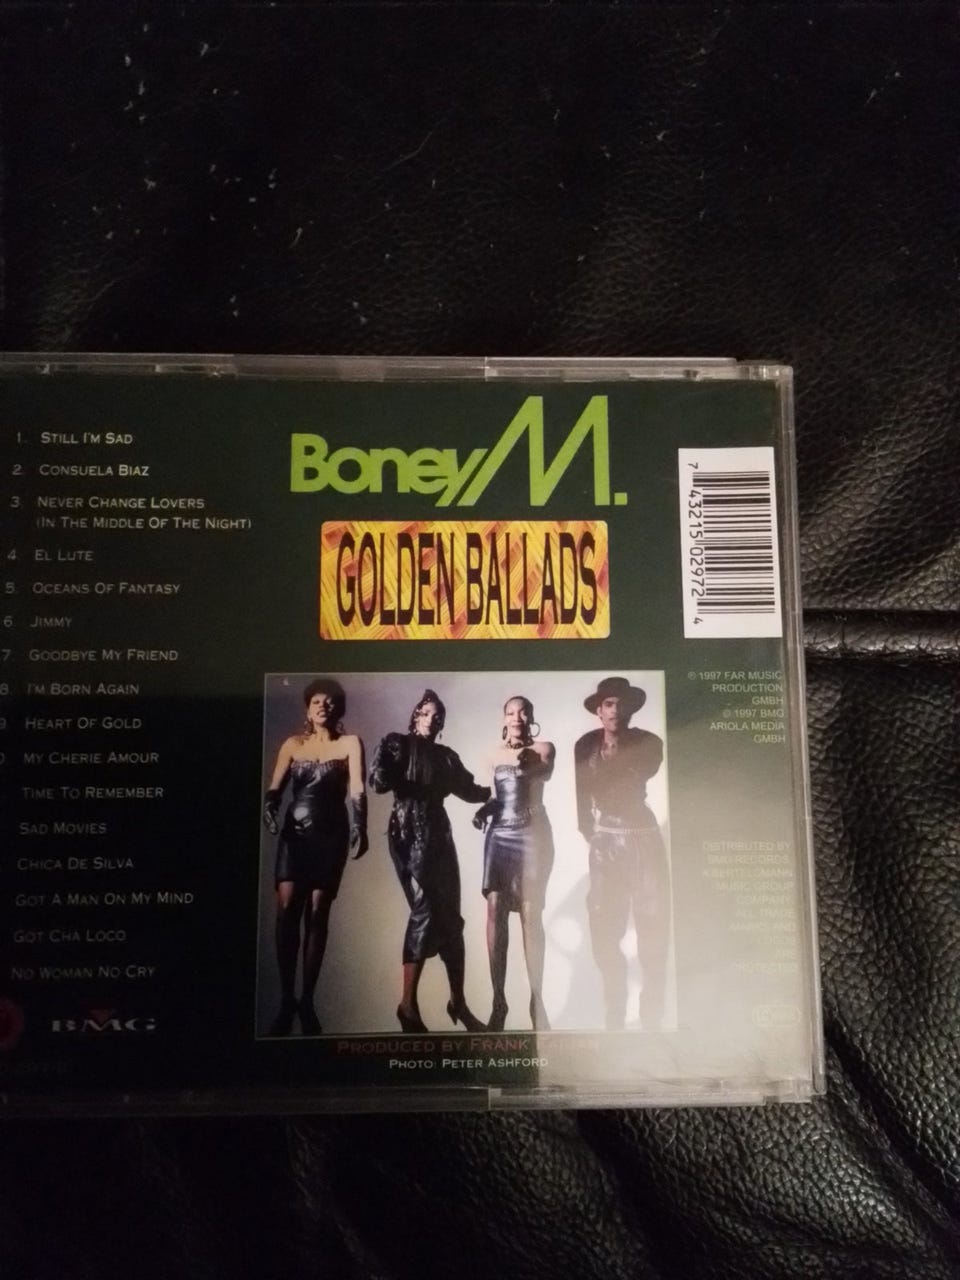 1. STILL I'M SAD
2. CONSUELA BIAZ
3 NEVER CHANGE LOVERS
(IN THE MIDDLE OF THE NIGHT)
4 EL LUTE
5. OCEANS OF FANTASY
6 JIMMY
7. GOODBYE MY FRIEND
8. I'M BORN AGAIN
9 HEART OF GOLD
0 MY CHERIE AMOUR
TIME TO REMEMBER
SAD MOVIES
CHICA DE SILVA
GOT A MAN ON MY MIND
GOT CHA LOCO
NO WOMAN NO CRY
BMG
Boney M.
GOLDEN BALLADS
PRODUCED BY FRANK FARIAN
PHOTO: PETER ASHFORD
7 43215 02972 4
℗ 1997 FAR MUSIC
PRODUCTION
GMBH
© 1997 BMG
ARIOLA MEDIA
GMBH
DISTRIBUTED BY
BMG RECORDS.
A BERTELSMANN
MUSIC GROUP
COMPANY.
ALL TRADE
MARKS AND
LOGOS
ARE
PROTECTED
LC